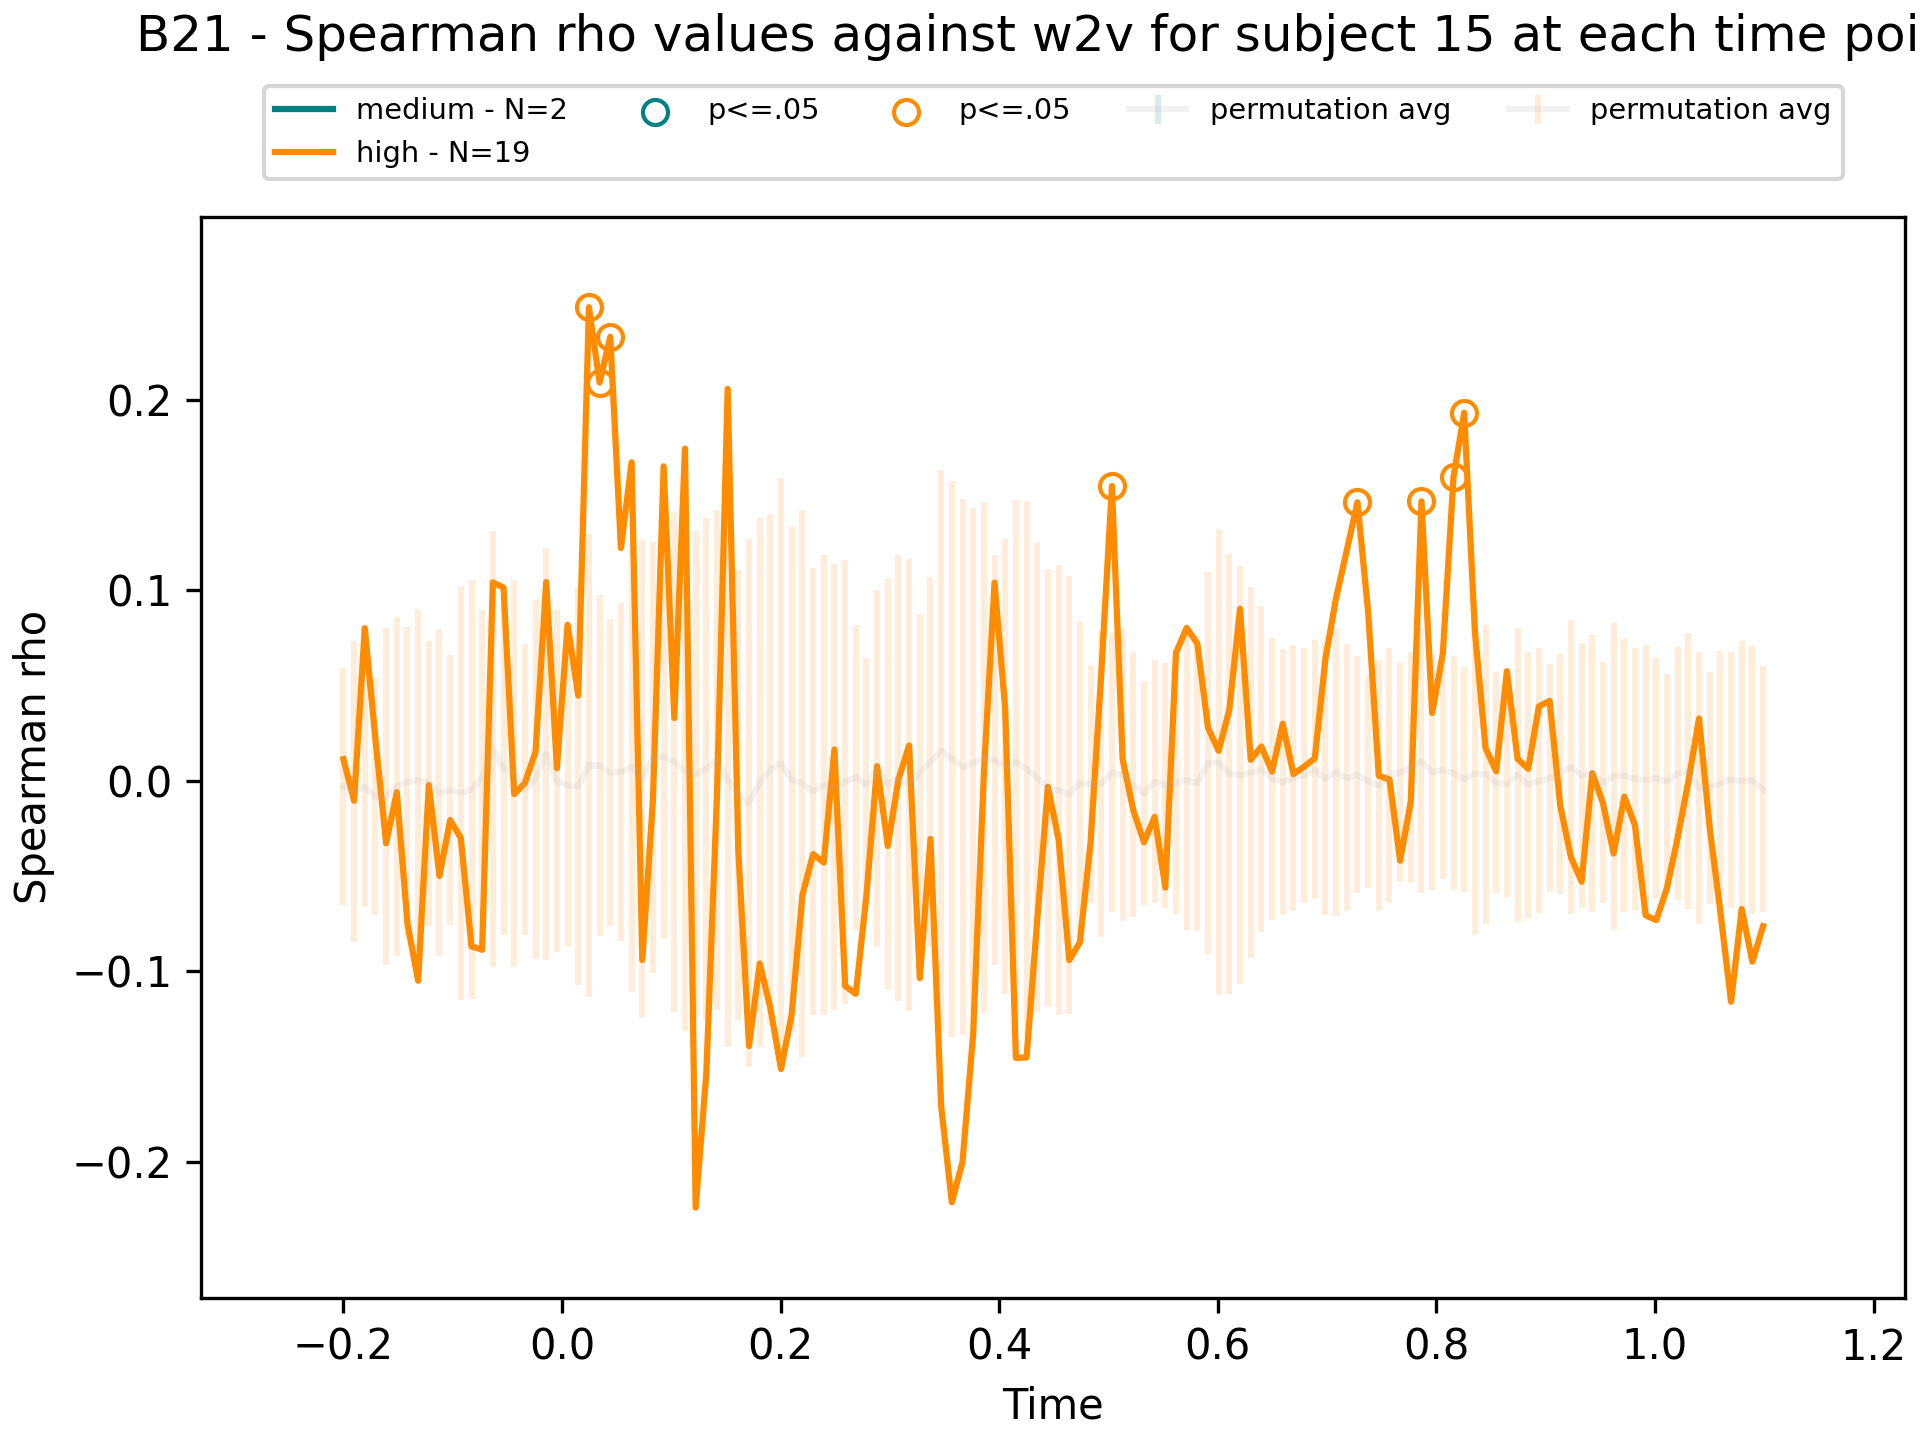 B21 - Spearman rho values against w2v for subject 15 at each time poi
medium - N=2
high - N=19
p<=.05
p<=.05
permutation avg
permutation avg
Spearman rho
0.2
0.1
0.0
−0.1
−0.2
−0.2
0.0
0.2
0.4
0.6
0.8
1.0
1.2
Time